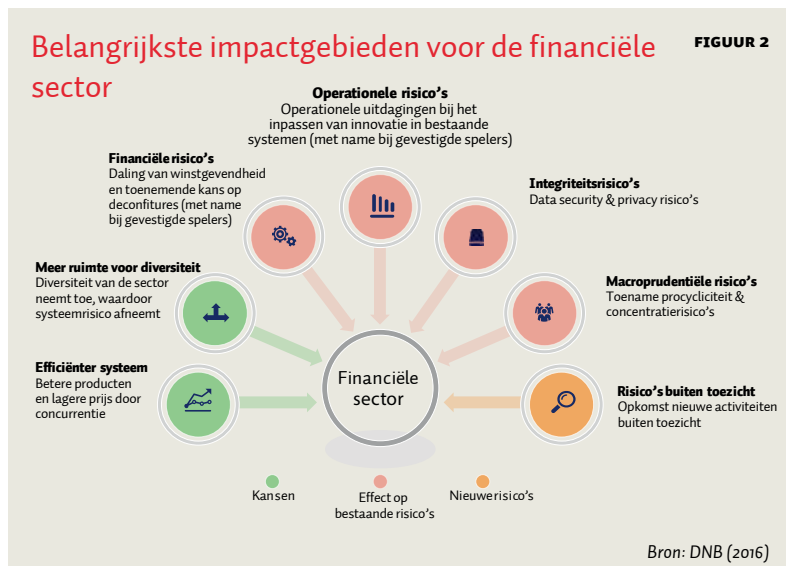 Belangrijkste impactgebieden voor de financiële
sector
FIGUUR 2
Operationele risico's
Operationele uitdagingen bij het
inpassen van innovatie in bestaande
systemen (met name bij gevestigde spelers)
Financiële risico's
Daling van winstgevendheid
en toenemende kans op
deconfitures (met name
bij gevestigde spelers)
Integriteitsrisico's
Data security & privacy risico's
Meer ruimte voor diversiteit
Diversiteit van de sector
neemt toe, waardoor
systeemrisico afneemt
Macroprudentiële risico's
Toename procycliciteit &
concentratierisico's
Efficiënter systeem
Betere producten
en lagere prijs door
concurrentie
Financiële
sector
Risico's buiten toezicht
Opkomst nieuwe activiteiten
buiten toezicht
Kansen
Effect op
bestaande risico's
Nieuwe risico's
Bron: DNB (2016)